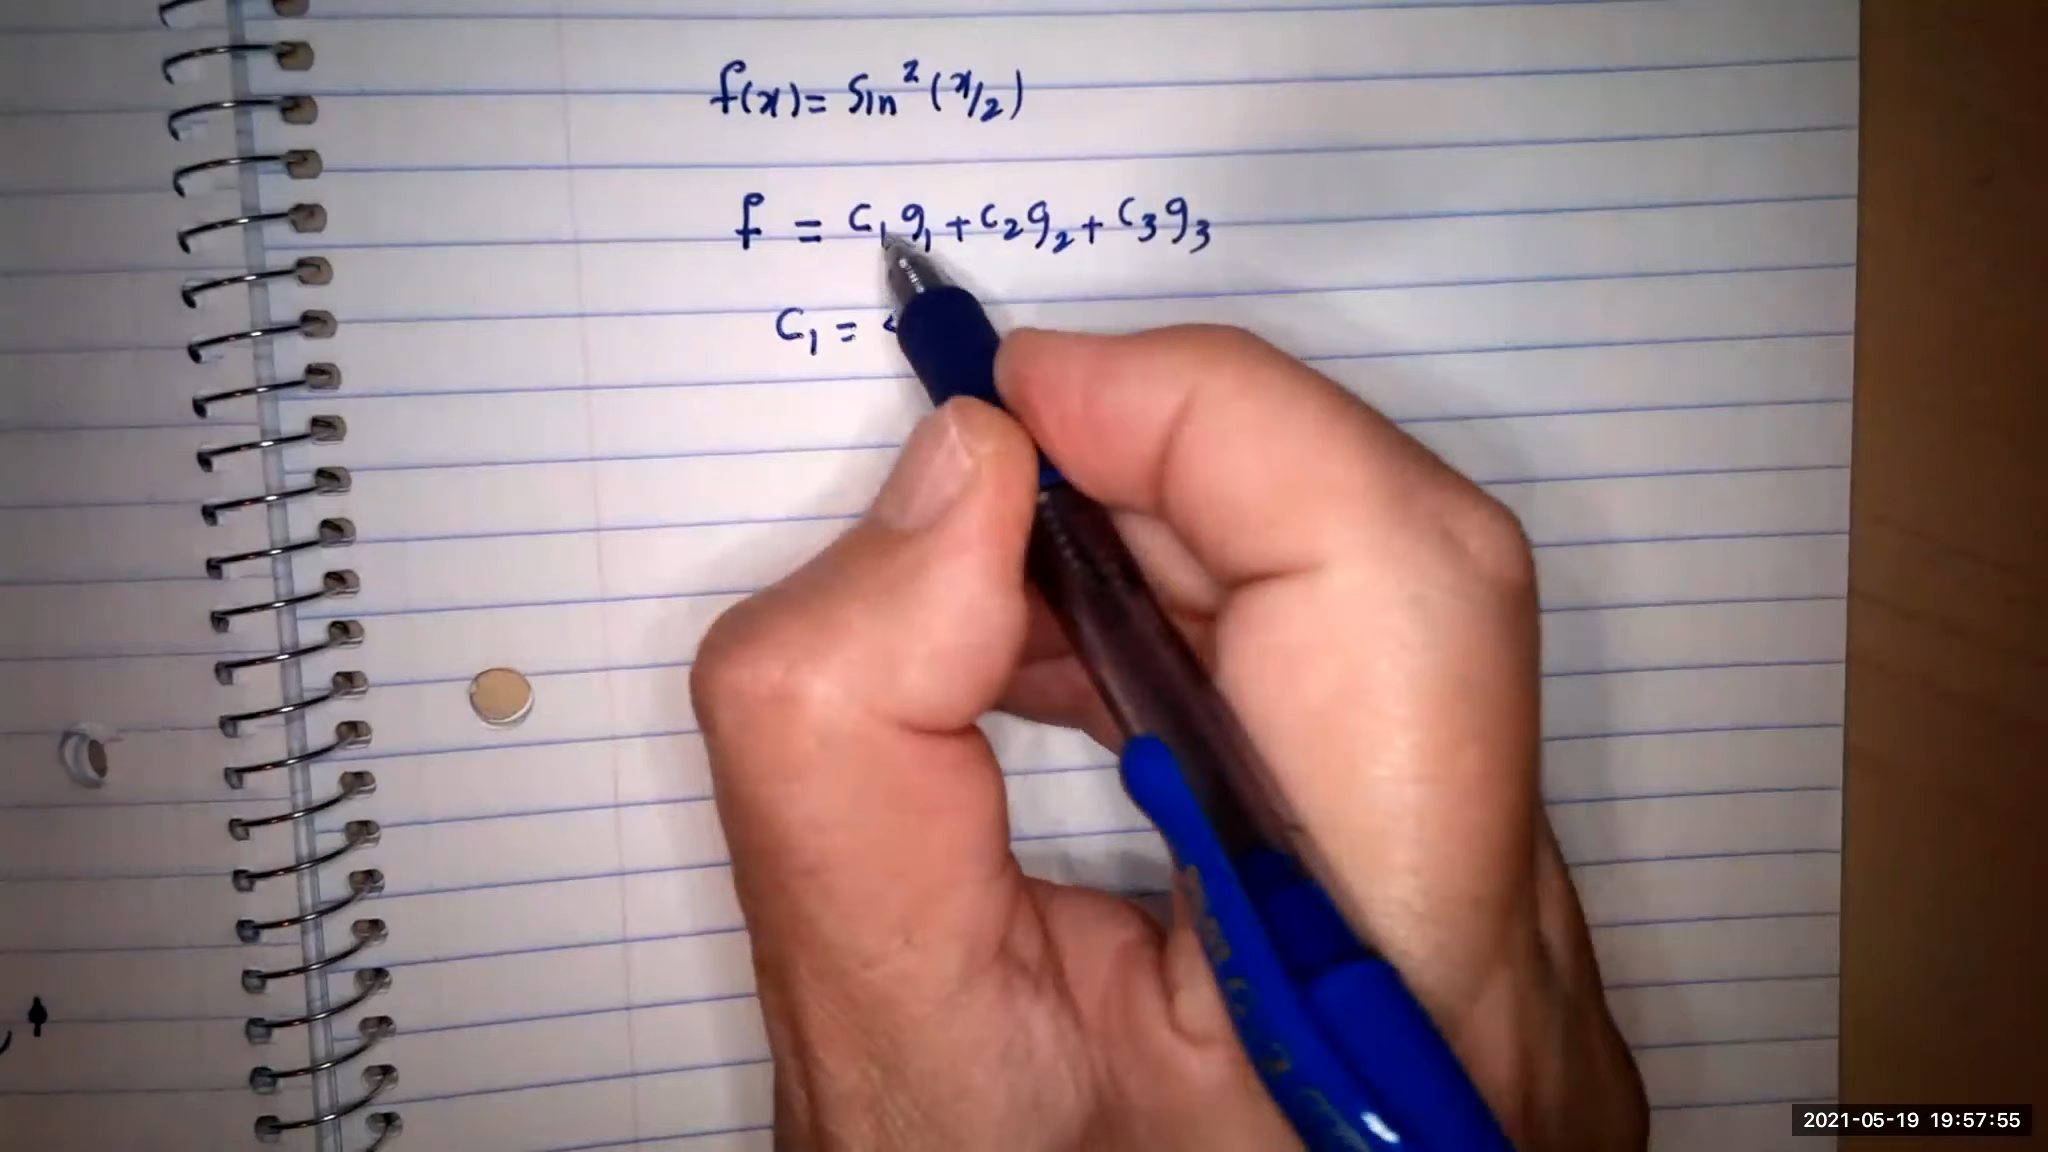 f(x) = Sin²(x/2)
f = C₁g₁ + C₂g₂ + C₃g₃
C₁ = <
2021-05-19 19:57:55